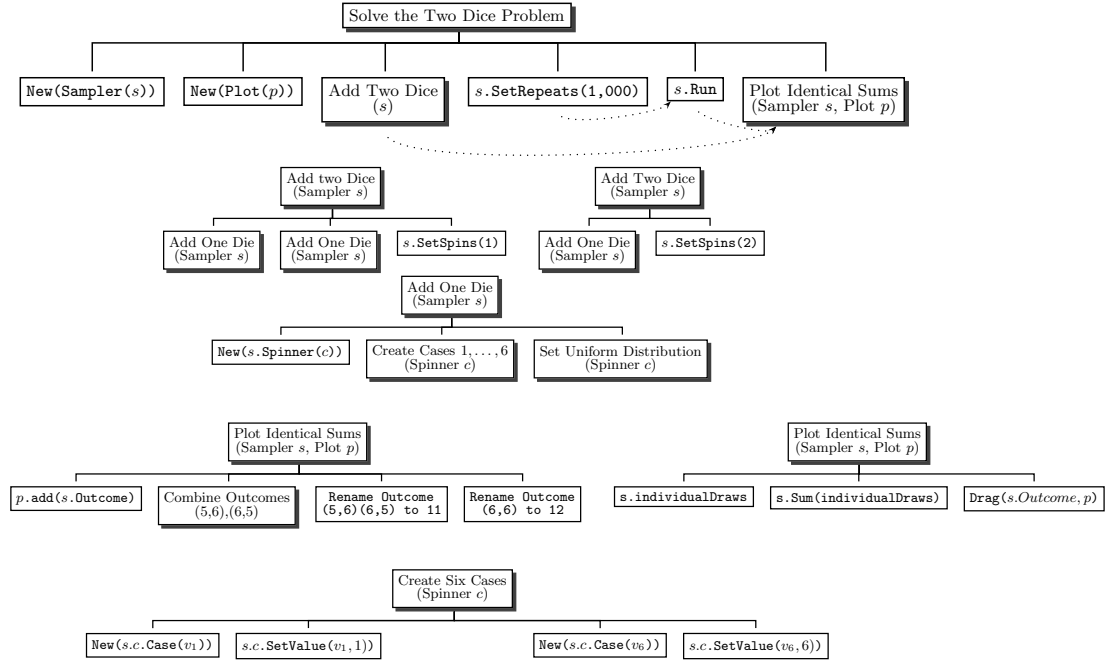 Solve the Two Dice Problem
New(Sampler(s))
New(Plot(p))
Add Two Dice
(s)
s.SetRepeats(1,000)
s.Run
Plot Identical Sums
(Sampler s, Plot p)
Add two Dice
(Sampler s)
Add One Die
(Sampler s)
Add One Die
(Sampler s)
s.SetSpins(1)
Add Two Dice
(Sampler s)
Add One Die
(Sampler s)
s.SetSpins(2)
Add One Die
(Sampler s)
New(s.Spinner(c))
Create Cases 1,...,6
(Spinner c)
Set Uniform Distribution
(Spinner c)
Plot Identical Sums
(Sampler s, Plot p)
p.add(s.Outcome)
Combine Outcomes
(5,6),(6,5)
Rename Outcome
(5,6)(6,5) to 11
Rename Outcome
(6,6) to 12
Plot Identical Sums
(Sampler s, Plot p)
s.individualDraws
s.Sum(individualDraws)
Drag(s.Outcome, p)
Create Six Cases
(Spinner c)
New(s.c.Case(v₁))
s.c.SetValue(v₁, 1))
New(s.c.Case(v₆))
s.c.SetValue(v₆, 6))